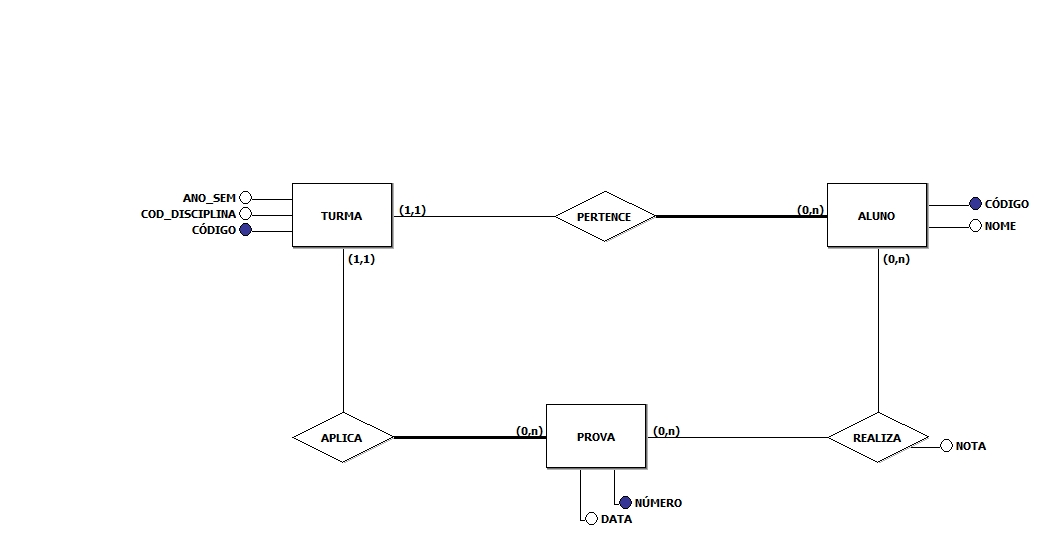 ANO_SEM
COD_DISCIPLINA
CÓDIGO
TURMA
(1,1)
PERTENCE
(0,n)
ALUNO
CÓDIGO
NOME
(1,1)
(0,n)
APLICA
(0,n)
PROVA
(0,n)
REALIZA
NOTA
NÚMERO
DATA